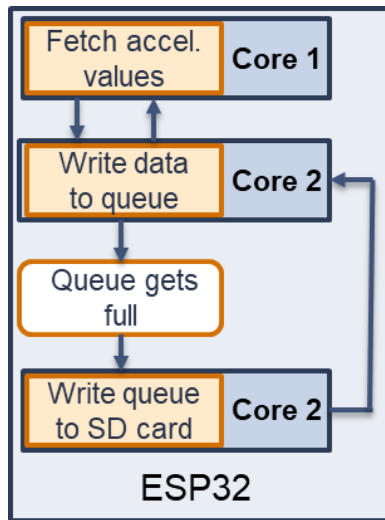 Fetch accel.
values
Core 1
Write data
to queue
Core 2
Queue gets
full
Write queue
to SD card
Core 2
ESP32